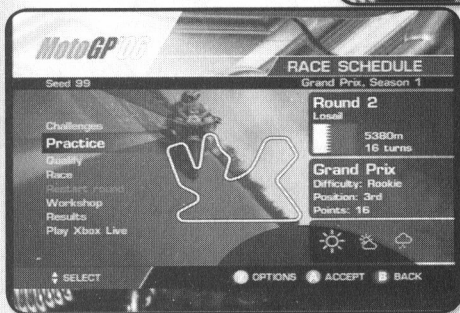 MotoGP'06
RACE SCHEDULE
Seed 99
Grand Prix, Season 1
Challenges
Practice
Qualify
Race
Restart round
Workshop
Results
Play Xbox Live
Round 2
Losail
5380m
16 turns
Grand Prix
Difficulty: Rookie
Position: 3rd
Points: 16
SELECT
Y OPTIONS A ACCEPT B BACK